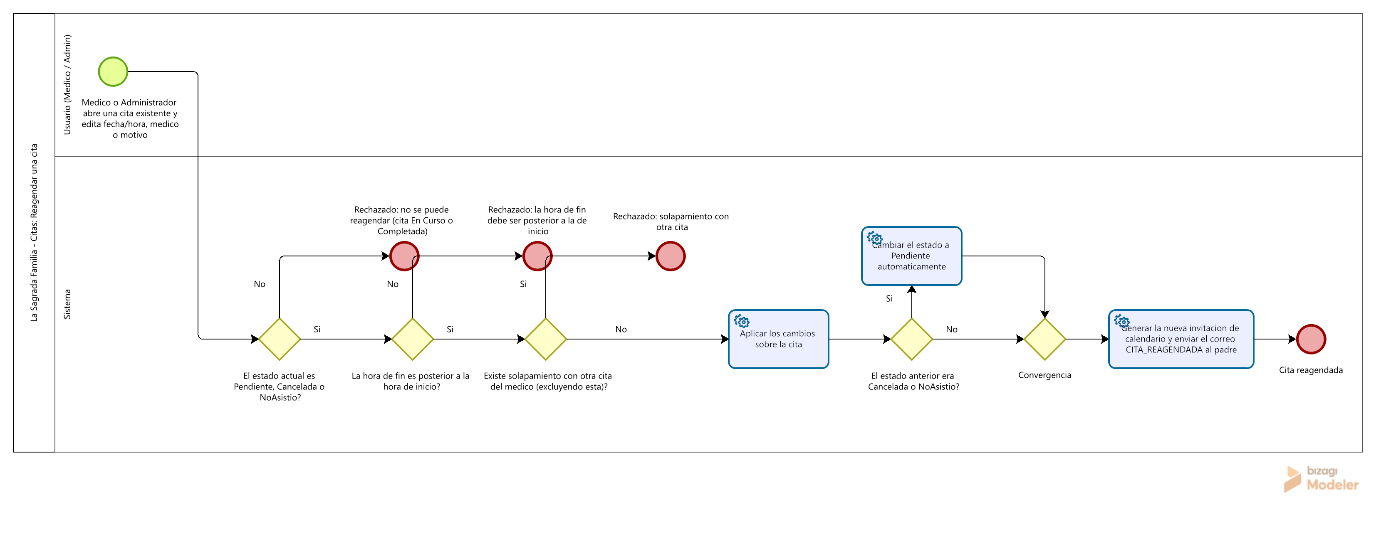 La Sagrada Familia - Citas: Reagendar una cita
Usuario (Medico / Admin)
Medico o Administrador
abre una cita existente y
edita fecha/hora, medico
o motivo
Sistema
Rechazado: no se puede
reagendar (cita En Curso o
Completada)
Rechazado: la hora de fin
debe ser posterior a la de
inicio
Rechazado: solapamiento con
otra cita
Cambiar el estado a
Pendiente
automaticamente
No
No
Si
Si
Si
Si
No
No
Aplicar los cambios
sobre la cita
Generar la nueva invitacion de
calendario y enviar el correo
CITA_REAGENDADA al padre
El estado actual es
Pendiente, Cancelada o
NoAsistio?
La hora de fin es posterior a la
hora de inicio?
Existe solapamiento con otra cita
del medico (excluyendo esta)?
El estado anterior era
Cancelada o NoAsistio?
Convergencia
Cita reagendada
bizagi
Modeler